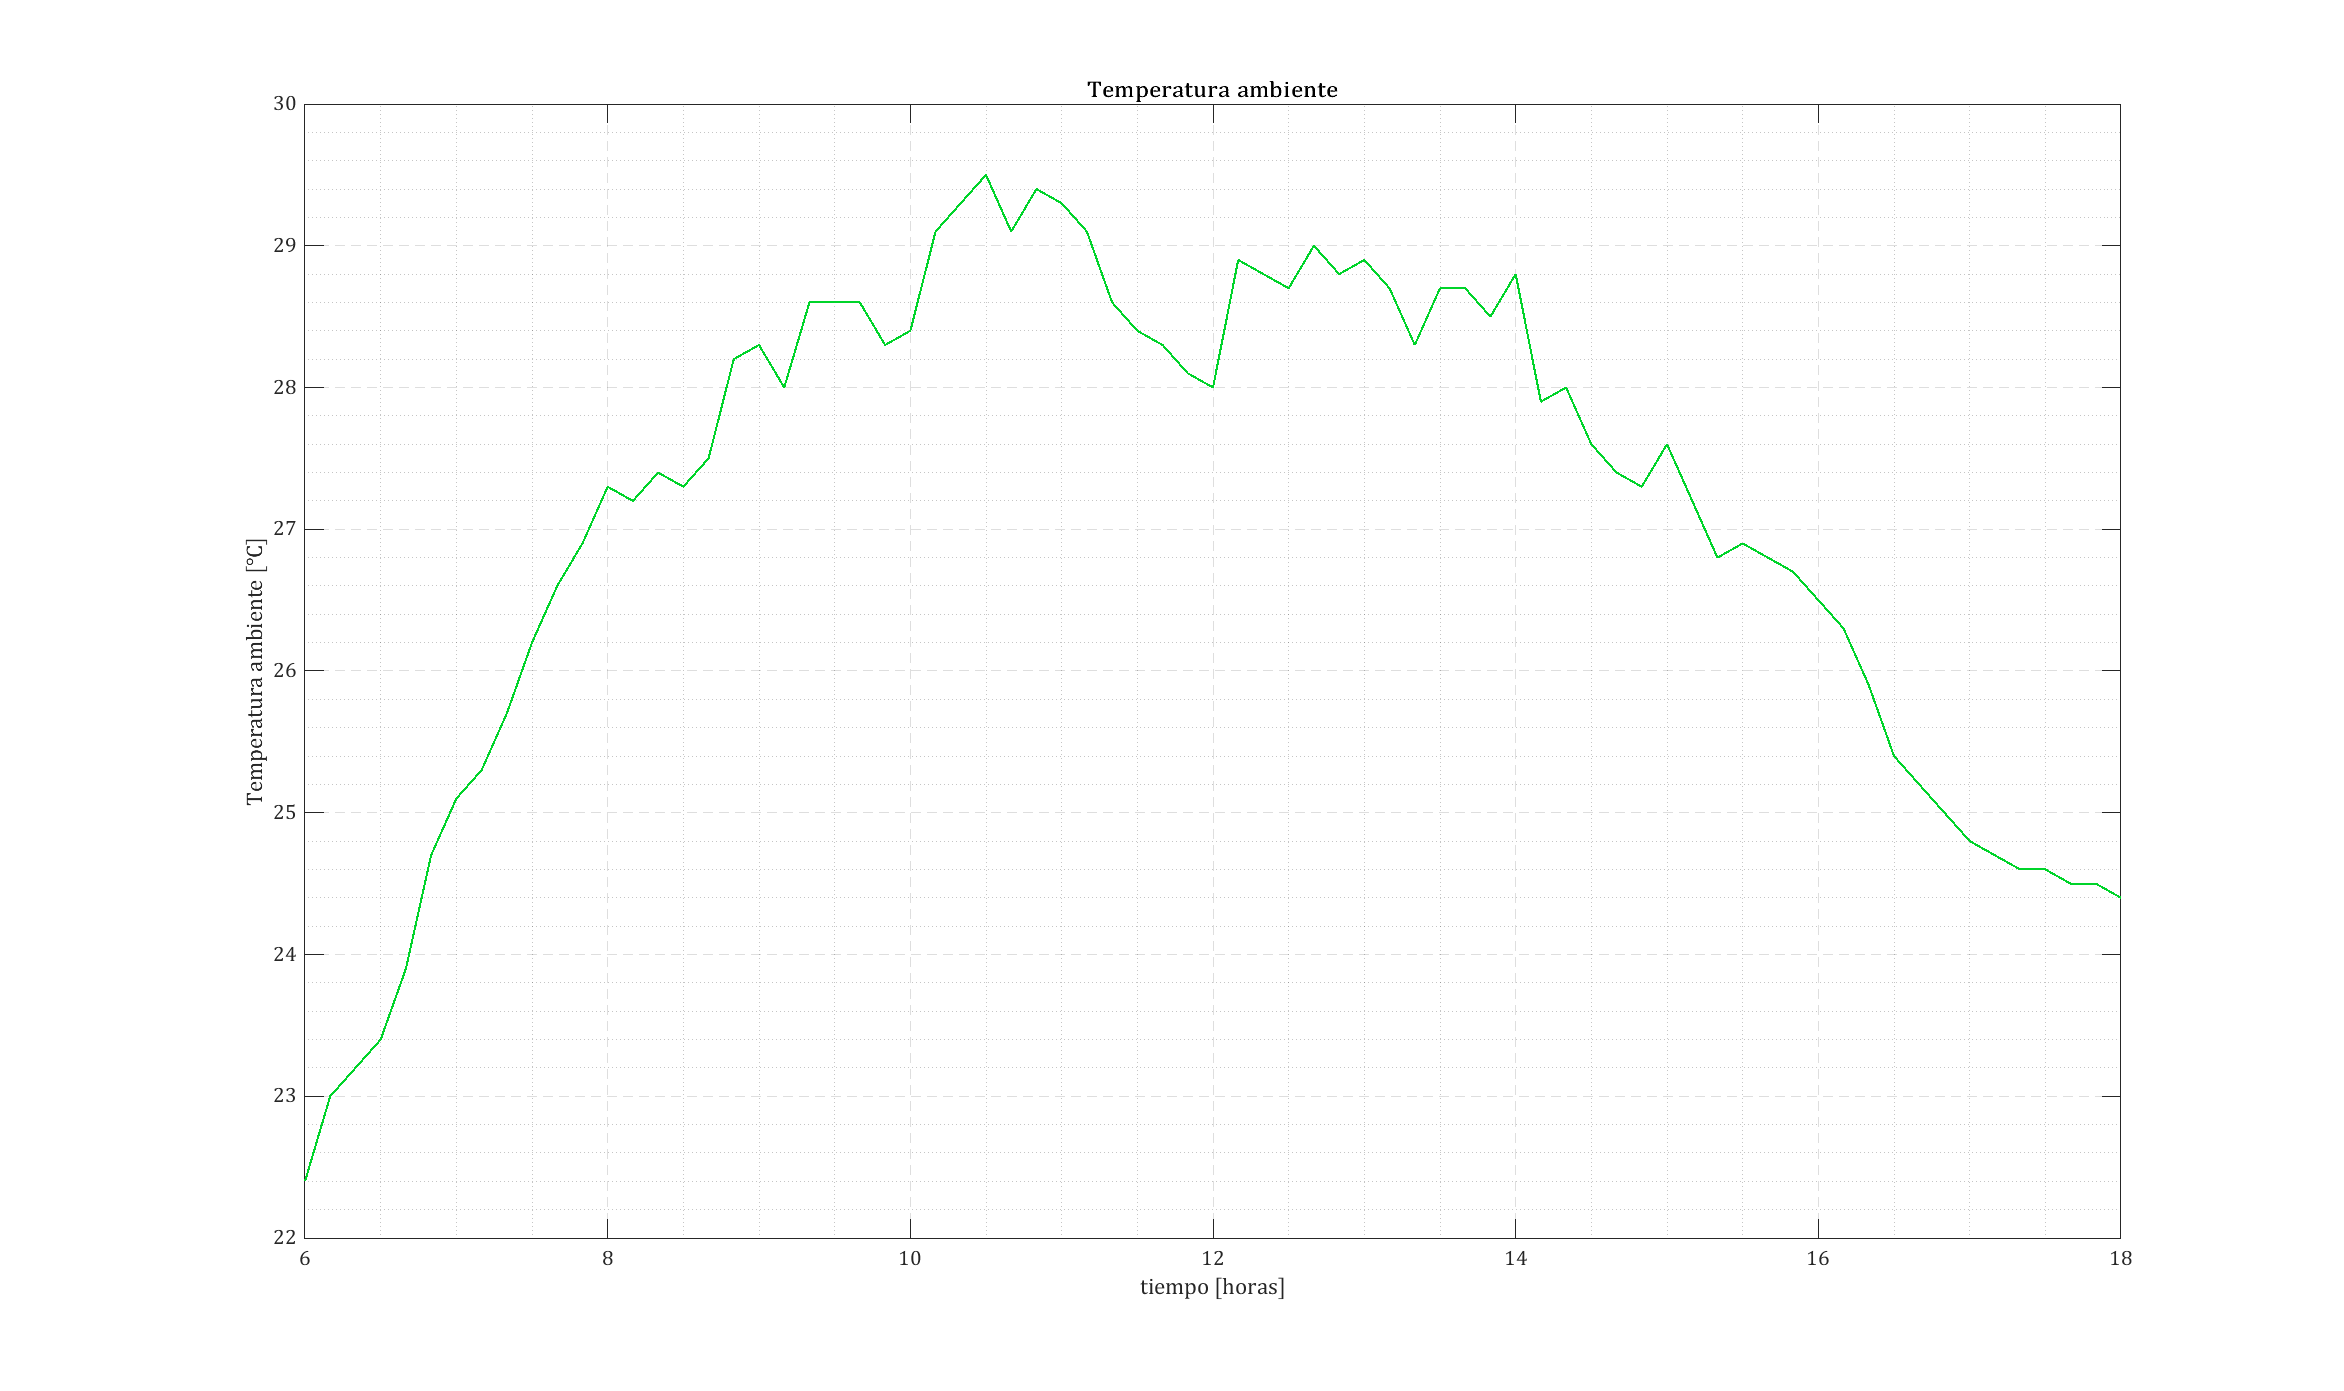 Temperatura ambiente
30
29
28
27
26
25
24
23
22
Temperatura ambiente [°C]
6 8 10 12 14 16 18
tiempo [horas]